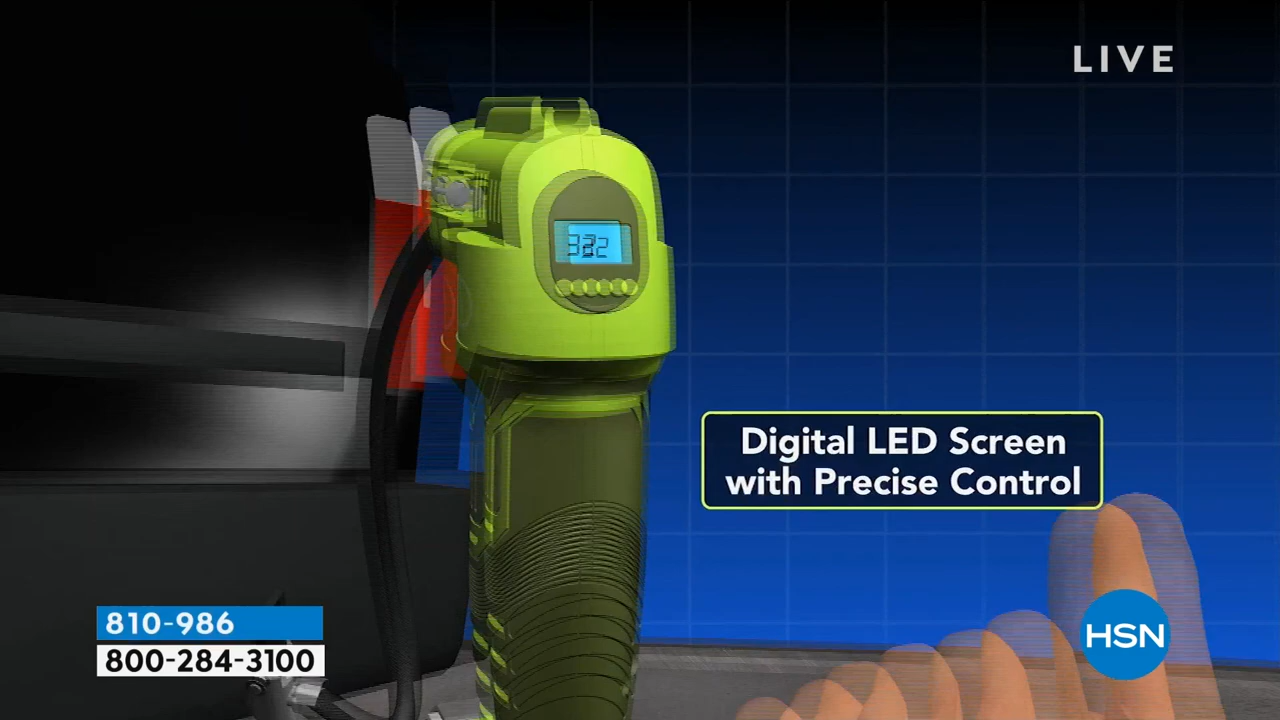 LIVE
Digital LED Screen
with Precise Control
810-986
800-284-3100
HSN